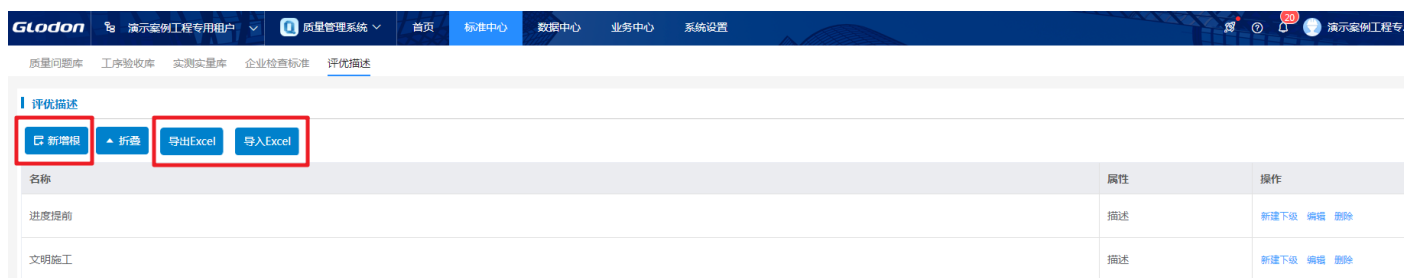 GLodon 演示案例工程专用租户 质量管理系统 首页 标准中心 数据中心 业务中心 系统设置 20 演示案例工程专
质量问题库 工序验收库 实测实量库 企业检查标准 评优描述
评优描述
新增根 折叠 导出Excel 导入Excel
名称 属性 操作
进度提前 描述 新建下级 编辑 删除
文明施工 描述 新建下级 编辑 删除